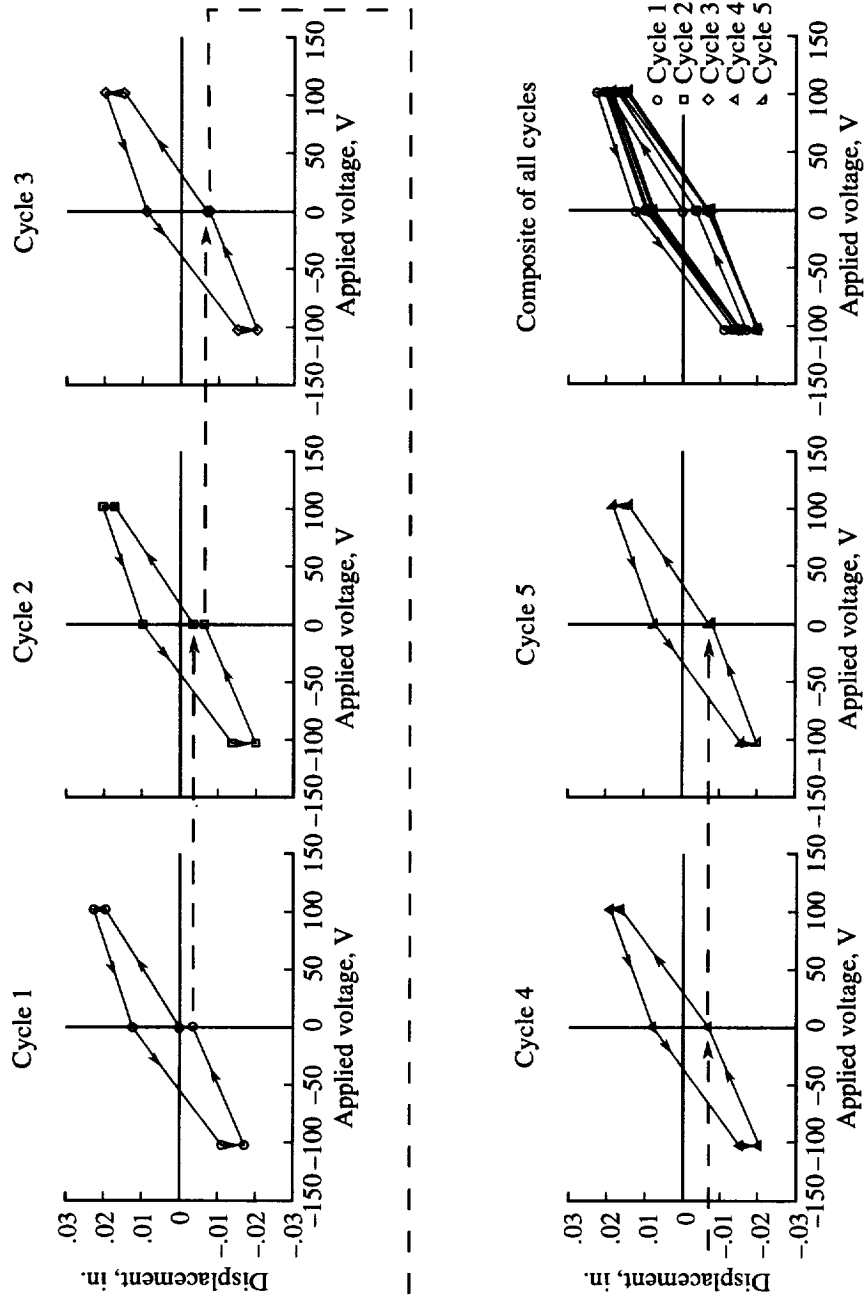 Cycle 1
Displacement, in.
.03
.02
.01
0
–.01
–.02
–.03
–150 –100 –50 0 50 100 150
Applied voltage, V
Cycle 2
–150 –100 –50 0 50 100 150
Applied voltage, V
Cycle 3
–150 –100 –50 0 50 100 150
Applied voltage, V
Cycle 4
Displacement, in.
.03
.02
.01
0
–.01
–.02
–.03
–150 –100 –50 0 50 100 150
Applied voltage, V
Cycle 5
–150 –100 –50 0 50 100 150
Applied voltage, V
Composite of all cycles
Cycle 1
Cycle 2
Cycle 3
Cycle 4
Cycle 5
–150 –100 –50 0 50 100 150
Applied voltage, V